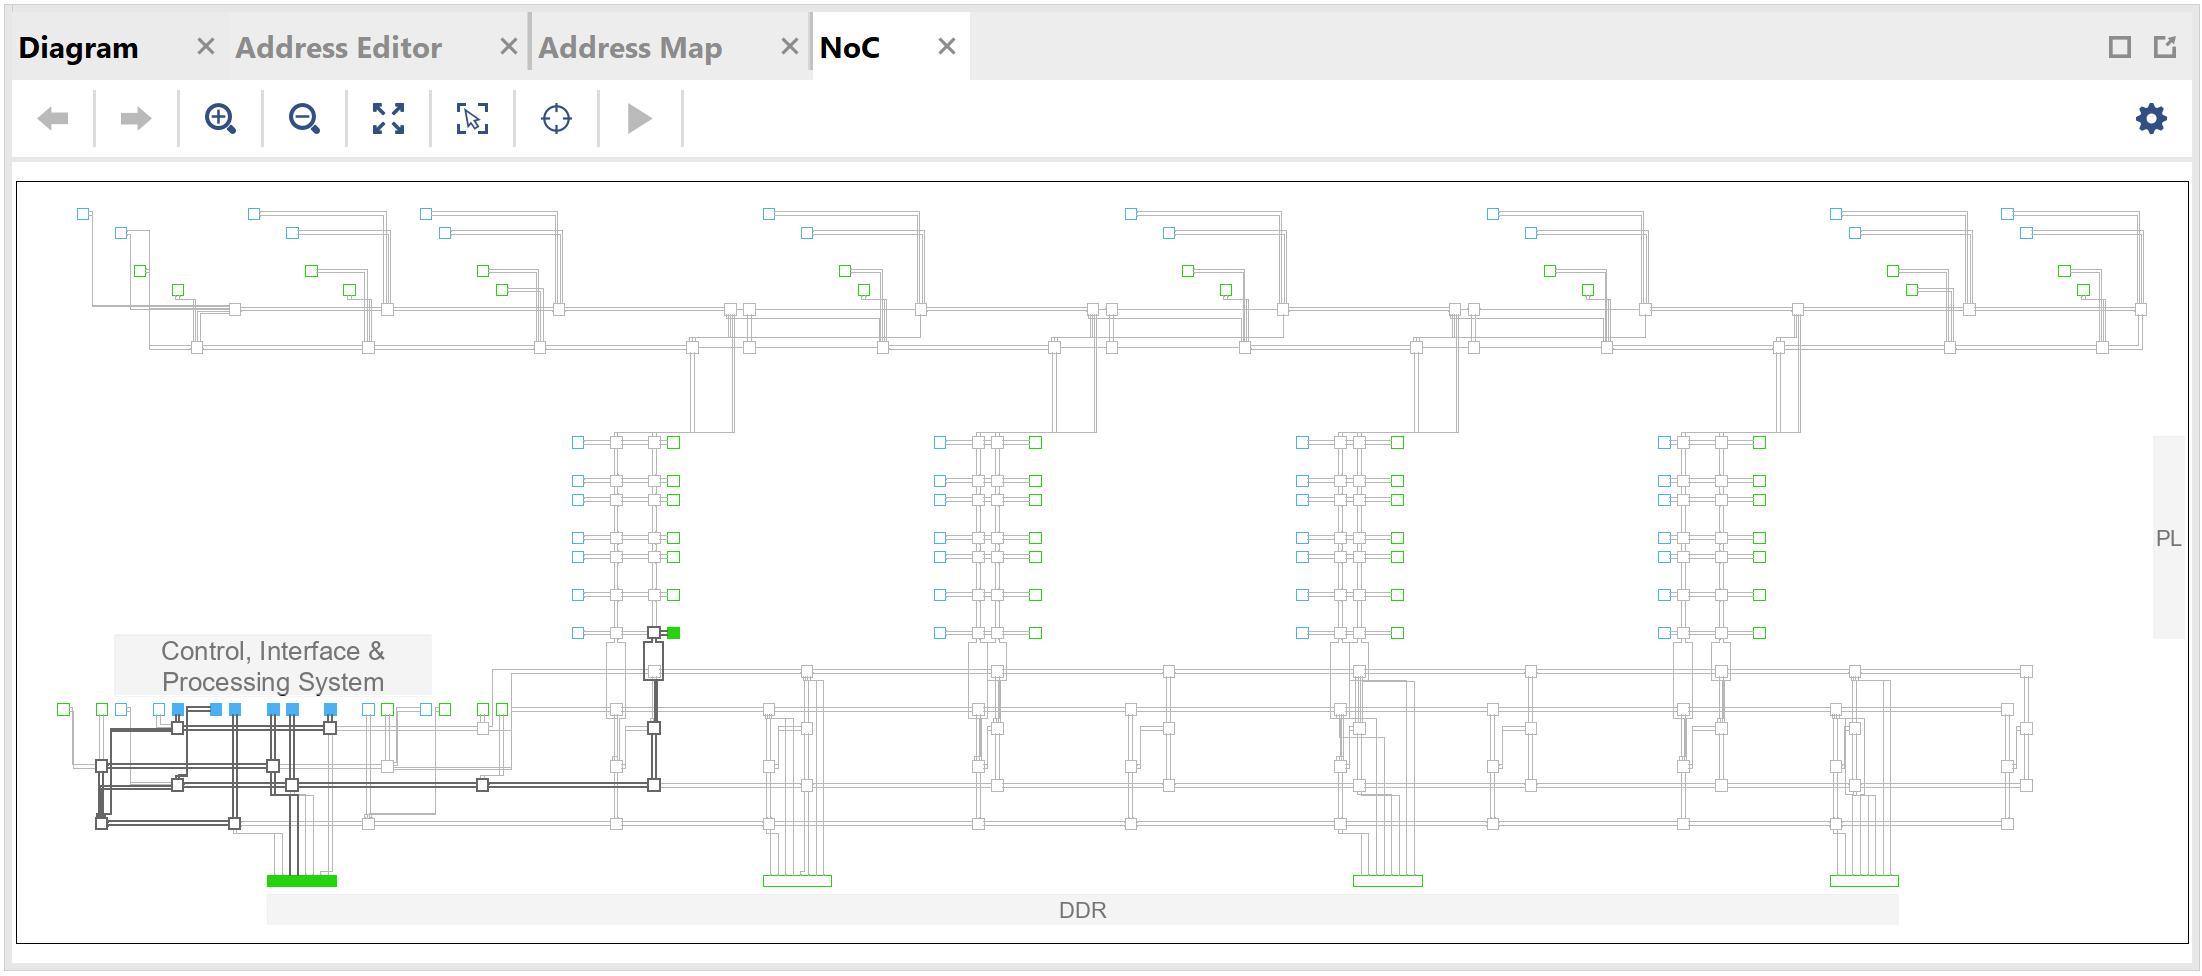 Diagram
Address Editor
Address Map
NoC
PL
Control, Interface &
Processing System
DDR